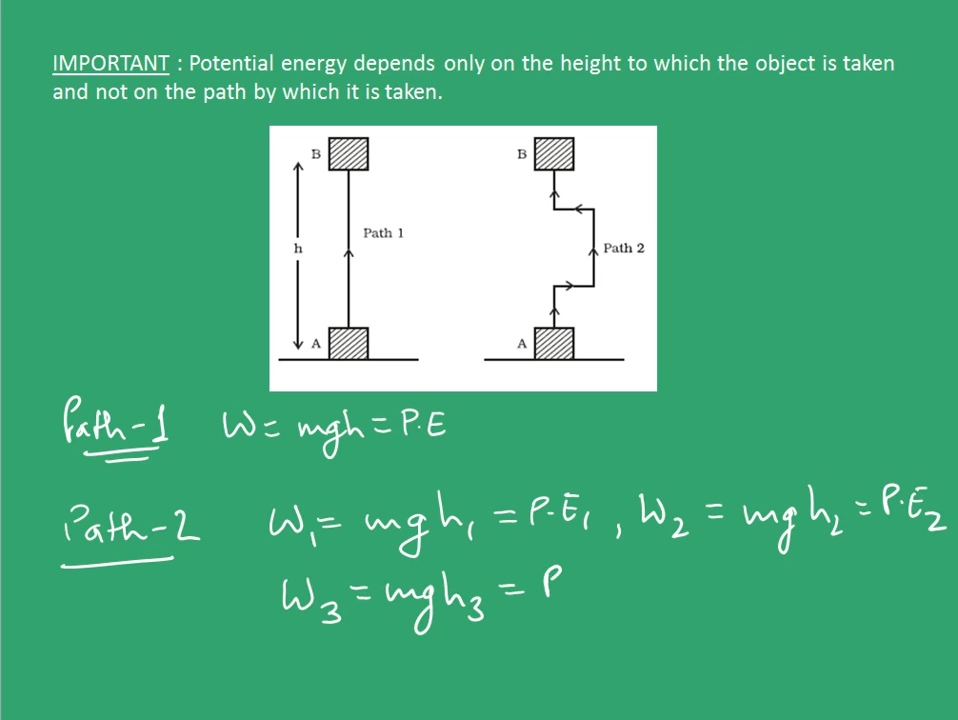 IMPORTANT : Potential energy depends only on the height to which the object is taken
and not on the path by which it is taken.
B
B
Path 1
h
Path 2
A
A
Path-1 W = mgh = P.E
Path-2 W₁ = mgh₁ = P.E₁ , W₂ = mgh₂ = P.E₂
W₃ = mgh₃ = P